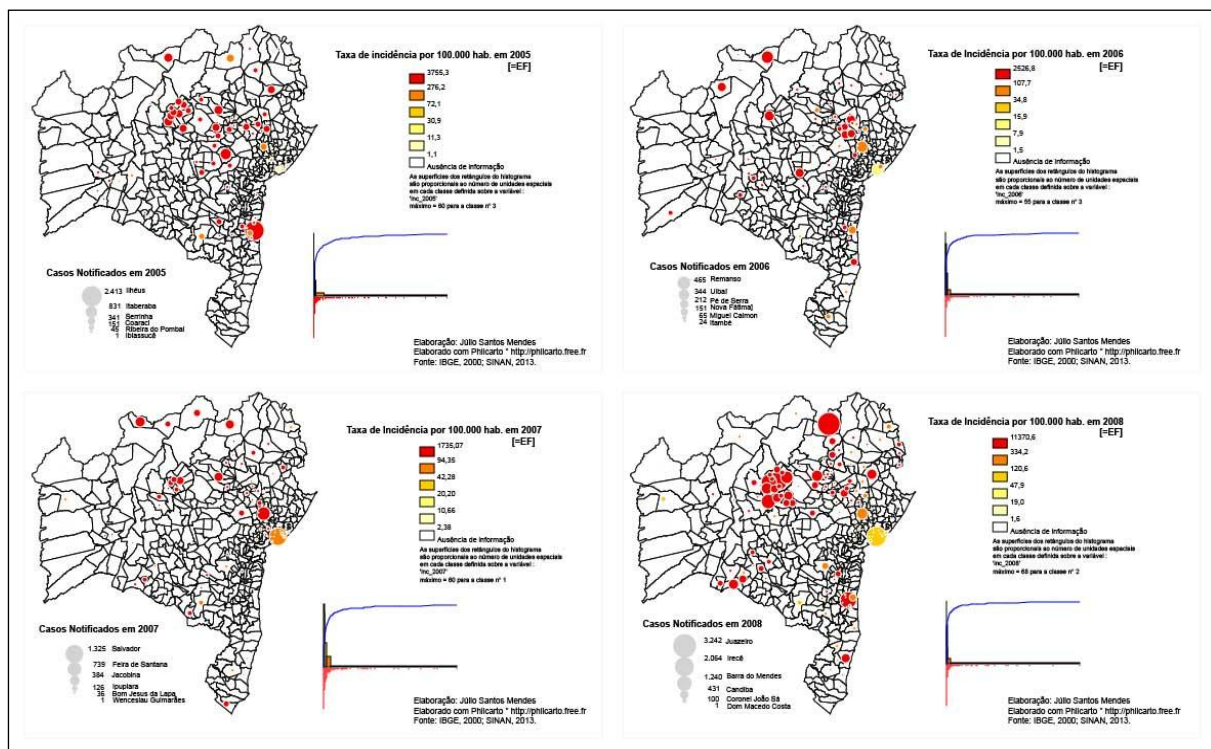 Taxa de incidência por 100.000 hab. em 2005
[=EF]
3755,3
276,2
72,1
30,9
11,3
1,1
Ausência de informação
As superfícies dos retângulos do histograma
são proporcionais ao número de unidades espaciais
em cada classe definida sobre a variável :
'inc_2005'
máximo = 60 para a classe n° 3
Casos Notificados em 2005
2.413 Ilhéus
831 Itaberaba
341 Serrinha
151 Coaraci
45 Ribeira do Pombal
1 Ibiassucê
Elaboração: Júlio Santos Mendes
Elaborado com Philcarto * http://philcarto.free.fr
Fonte: IBGE, 2000; SINAN, 2013.
Taxa de Incidência por 100.000 hab. em 2006
[=EF]
2526,8
107,7
34,8
15,9
7,9
1,5
Ausência de informação
As superfícies dos retângulos do histograma
são proporcionais ao número de unidades espaciais
em cada classe definida sobre a variável :
'inc_2006'
máximo = 55 para a classe n° 3
Casos Notificados em 2006
465 Remanso
344 Uibaí
212 Pé de Serra
151 Nova Fátima
65 Miguel Calmon
24 Itambé
Elaboração: Júlio Santos Mendes
Elaborado com Philcarto * http://philcarto.free.fr
Fonte: IBGE, 2000; SINAN, 2013.
Taxa de Incidência por 100.000 hab. em 2007
[=EF]
1735,07
94,35
42,28
20,20
10,66
2,38
Ausência de informação
As superfícies dos retângulos do histograma
são proporcionais ao número de unidades espaciais
em cada classe definida sobre a variável :
'inc_2007'
máximo = 60 para a classe n° 1
Casos Notificados em 2007
1.325 Salvador
739 Feira de Santana
384 Jacobina
126 Ipupiara
36 Bom Jesus da Lapa
1 Wenceslau Guimarães
Elaboração: Júlio Santos Mendes
Elaborado com Philcarto * http://philcarto.free.fr
Fonte: IBGE, 2000; SINAN, 2013.
Taxa de Incidência por 100.000 hab. em 2008
[=EF]
11370,6
334,2
120,6
47,9
19,0
1,6
Ausência de informação
As superfícies dos retângulos do histograma
são proporcionais ao número de unidades espaciais
em cada classe definida sobre a variável :
'inc_2008'
máximo = 68 para a classe n° 2
Casos Notificados em 2008
3.242 Juazeiro
2.064 Irecê
1.240 Barra do Mendes
431 Candiba
100 Coronel João Sá
1 Dom Macedo Costa
Elaboração: Júlio Santos Mendes
Elaborado com Philcarto * http://philcarto.free.fr
Fonte: IBGE, 2000; SINAN, 2013.